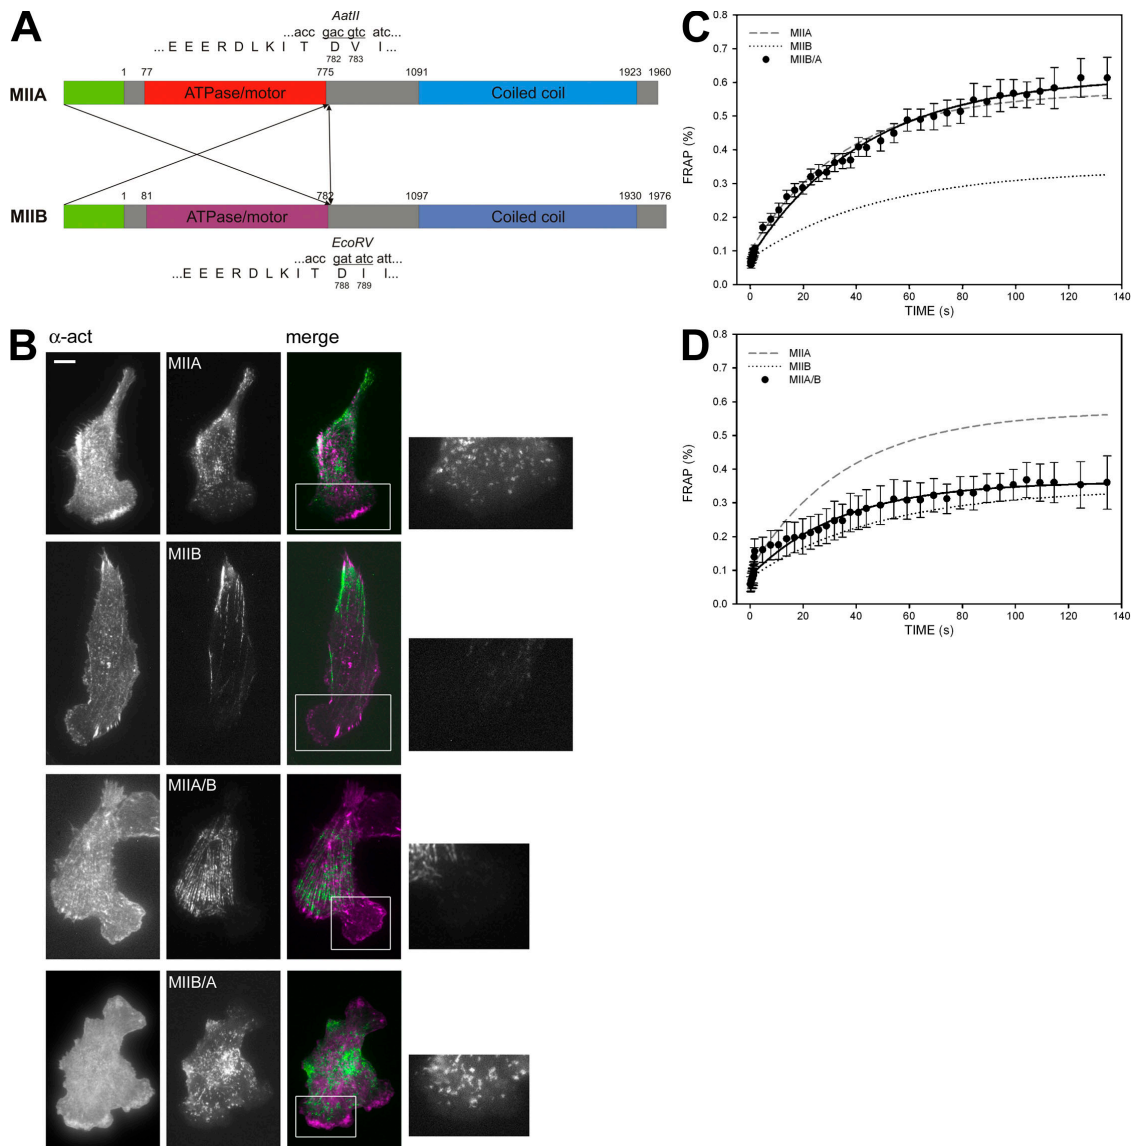 A
AatII
...acc gac gtc atc...
...E E E R D L K I T D V I...
782 783
1 77 775 1091 1923 1960
MIIA ATPase/motor Coiled coil
1 81 782 1097 1930 1976
MIIB ATPase/motor Coiled coil
EcoRV
...acc gat atc att...
...E E E R D L K I T D I I...
788 789
B
α-act merge
MIIA
MIIB
MIIA/B
MIIB/A
C
0.8
0.7
0.6
0.5
0.4
0.3
0.2
0.1
0.0
FRAP (%)
MIIA
MIIB
MIIB/A
0 20 40 60 80 100 120 140
TIME (s)
D
0.8
0.7
0.6
0.5
0.4
0.3
0.2
0.1
0.0
FRAP (%)
MIIA
MIIB
MIIA/B
0 20 40 60 80 100 120 140
TIME (s)